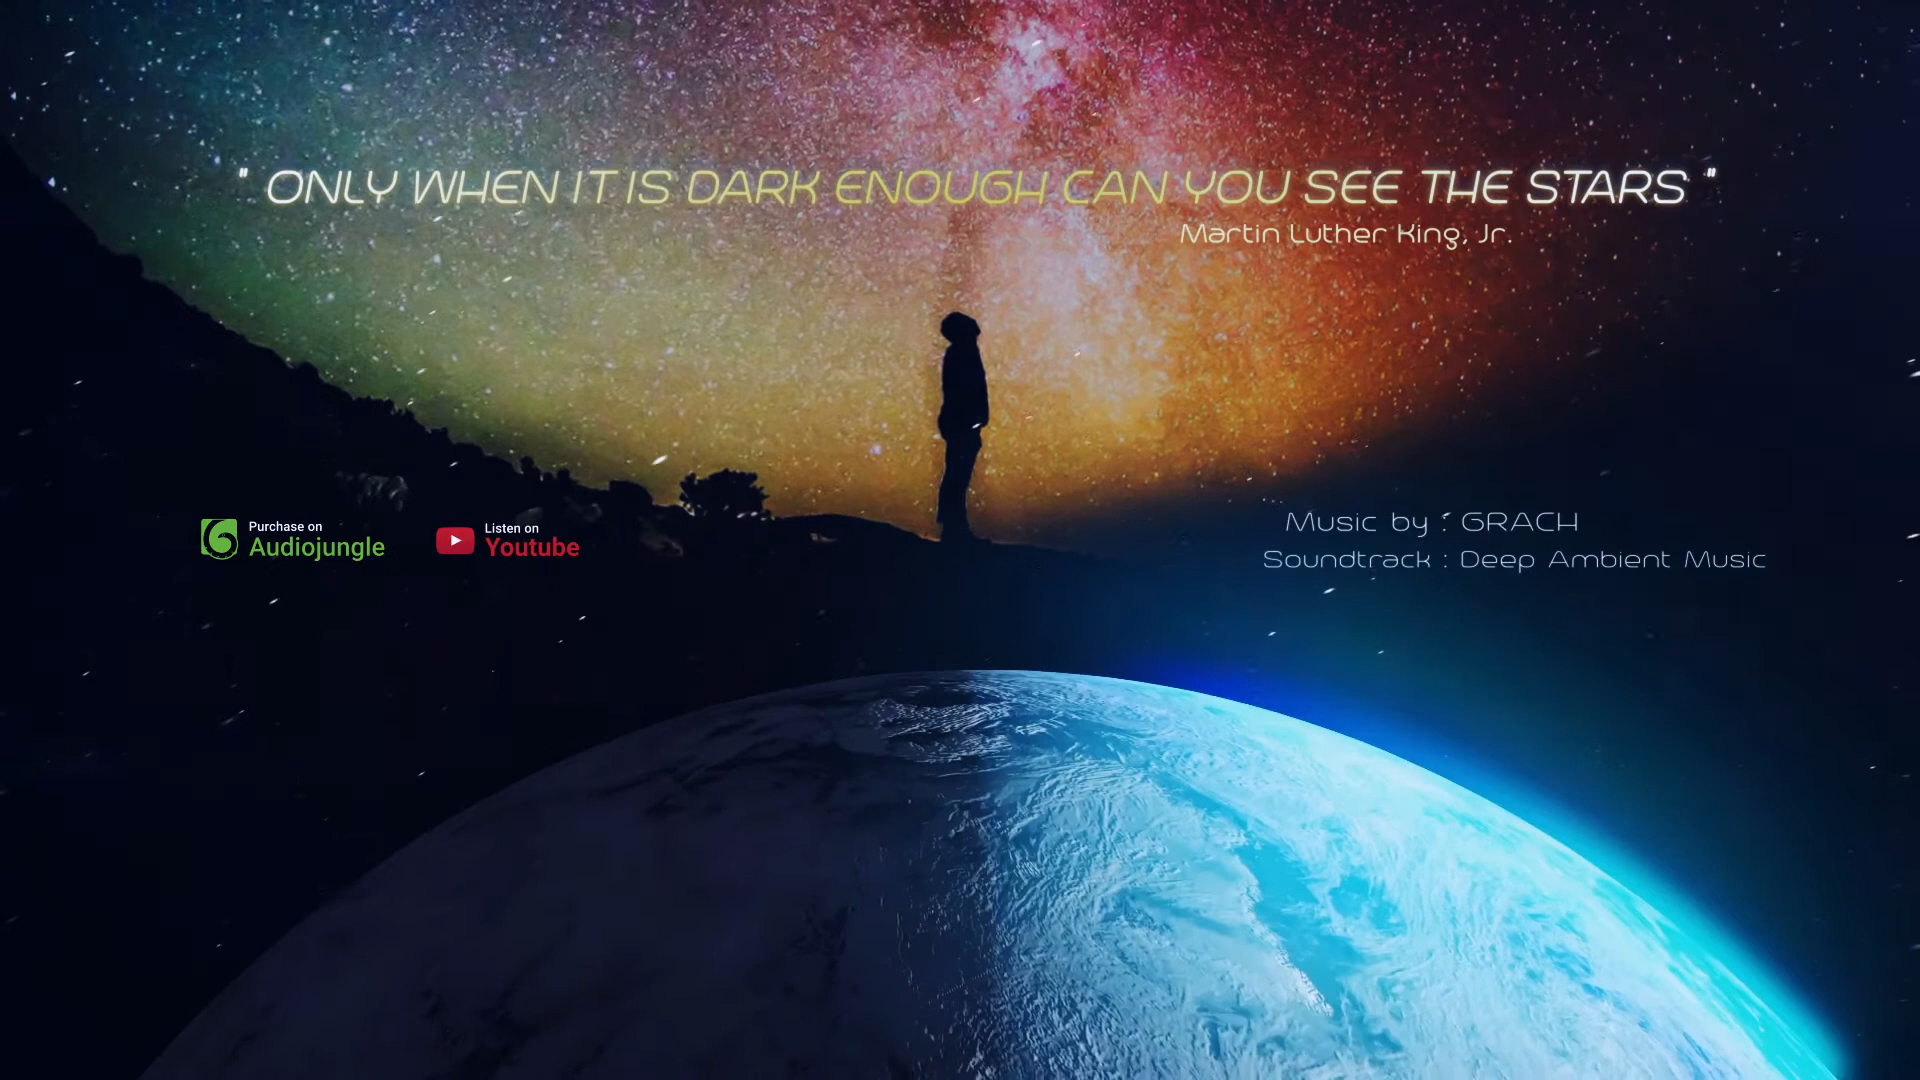 " ONLY WHEN IT IS DARK ENOUGH CAN YOU SEE THE STARS "
Martin Luther King, Jr.
Purchase on
Audiojungle
Listen on
Youtube
Music by : GRACH
Soundtrack : Deep Ambient Music